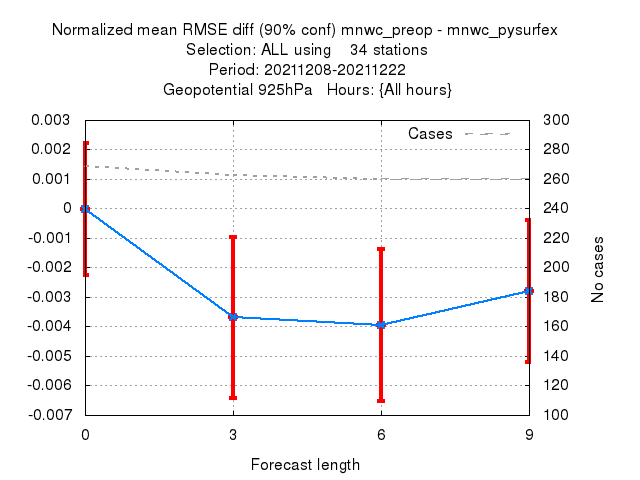 Normalized mean RMSE diff (90% conf) mnwc_preop - mnwc_pysurfex
Selection: ALL using    34 stations
Period: 20211208-20211222
Geopotential 925hPa   Hours: {All hours}
0.003
0.002
0.001
0
-0.001
-0.002
-0.003
-0.004
-0.005
-0.006
-0.007
Cases
300
280
260
240
220
200
180
160
140
120
100
No cases
0 3 6 9
Forecast length